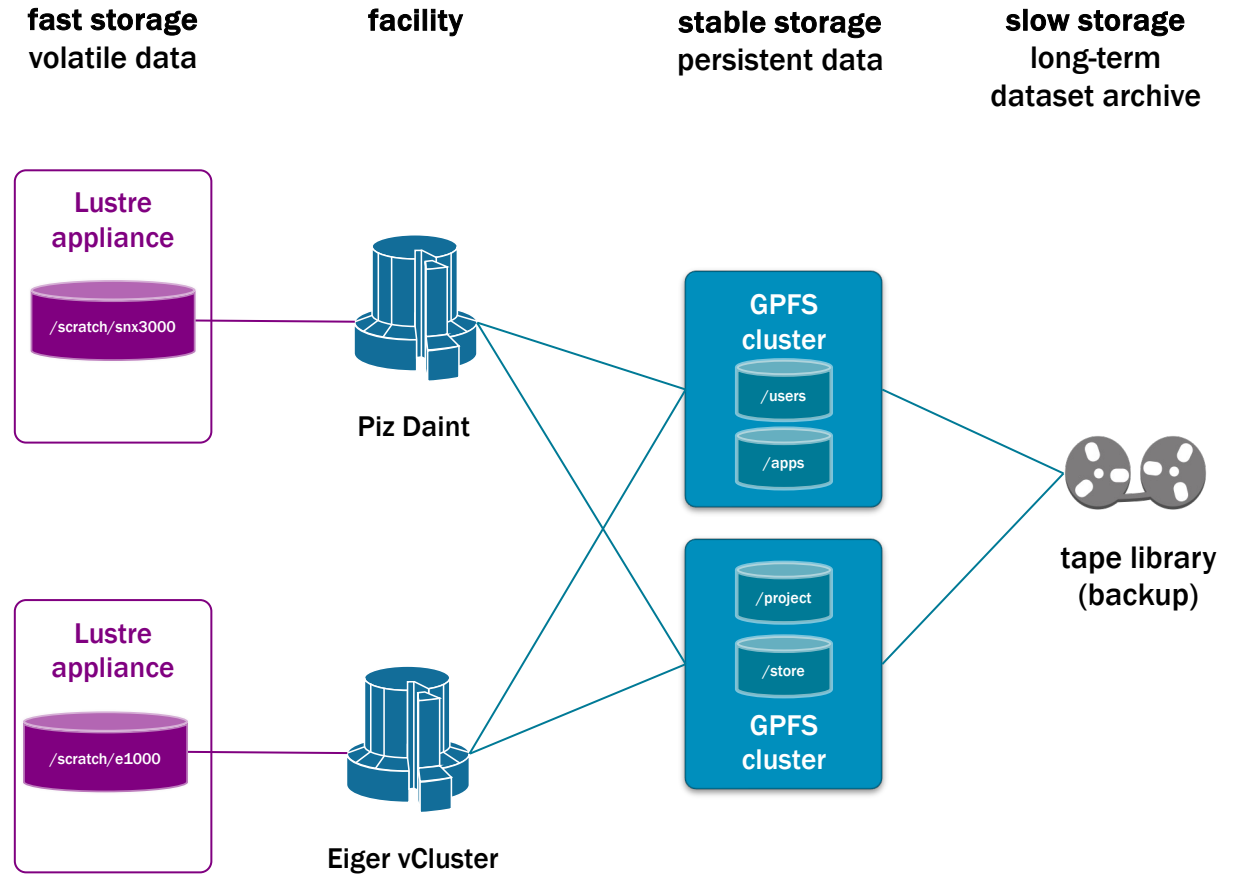 fast storage
volatile data
facility
stable storage
persistent data
slow storage
long-term
dataset archive
Lustre
appliance
/scratch/snx3000
Piz Daint
GPFS
cluster
/users
/apps
tape library
(backup)
Lustre
appliance
/scratch/e1000
Eiger vCluster
/project
/store
GPFS
cluster